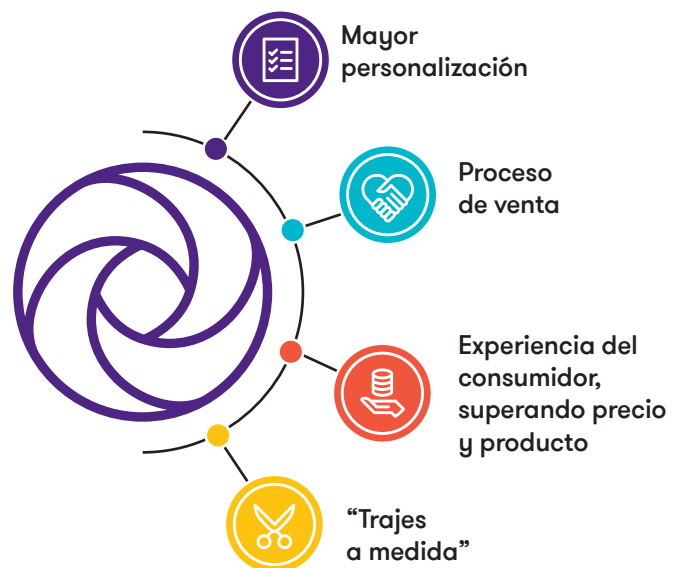 Mayor
personalización
Proceso
de venta
Experiencia del
consumidor,
superando precio
y producto
“Trajes
a medida”